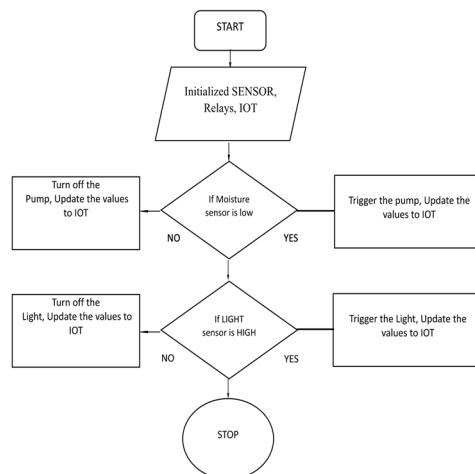 START
Initialized SENSOR,
Relays, IOT
Turn off the
Pump, Update the values
to IOT
If Moisture
sensor is low
Trigger the pump, Update the
values to IOT
NO
YES
Turn off the
Light, Update the values to
IOT
If LIGHT
sensor is HIGH
Trigger the Light, Update the
values to IOT
NO
YES
STOP